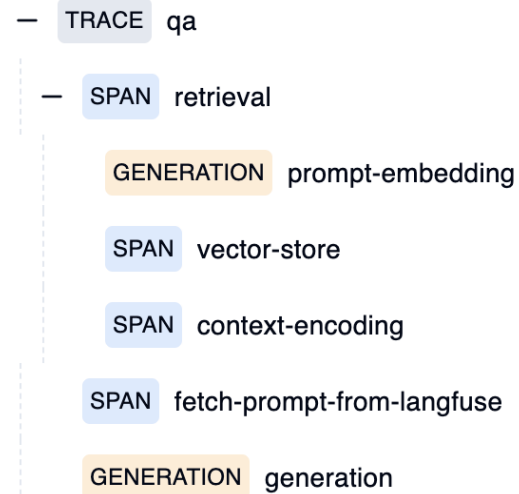 TRACE qa
SPAN retrieval
GENERATION prompt-embedding
SPAN vector-store
SPAN context-encoding
SPAN fetch-prompt-from-langfuse
GENERATION generation